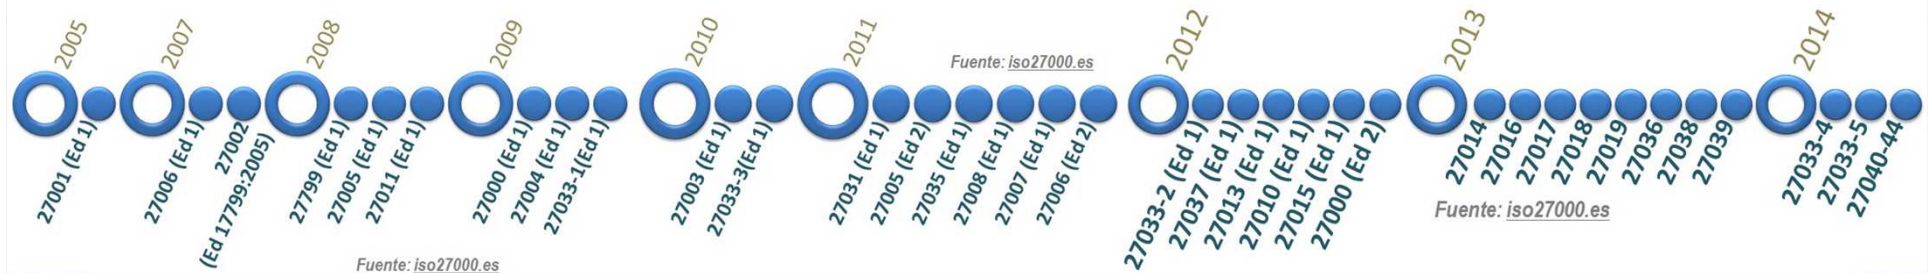 2005
27001 (Ed 1)
2007
27006 (Ed 1)
27002
(Ed 17799:2005)
2008
27799 (Ed 1)
27005 (Ed 1)
27011 (Ed 1)
Fuente: iso27000.es
2009
27000 (Ed 1)
27004 (Ed 1)
27033-1(Ed 1)
2010
27003 (Ed 1)
27033-3(Ed 1)
2011
27031 (Ed 1)
27005 (Ed2)
27035 (Ed 1)
27008 (Ed 1)
27007 (Ed 1)
27006 (Ed 2)
Fuente: iso27000.es
2012
27033-2 (Ed 1)
27037 (Ed 1)
27013 (Ed 1)
27010 (Ed 1)
27015 (Ed 1)
27000 (Ed 2)
2013
27014
27016
27017
27018
27019
27036
27038
27039
Fuente: iso27000.es
2014
27033-4
27033-5
27040-44